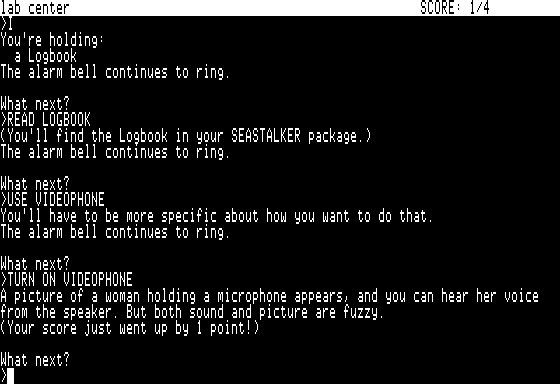 lab center SCORE: 1/4
>I
You're holding:
a Logbook
The alarm bell continues to ring.
What next?
>READ LOGBOOK
(You'll find the Logbook in your SEASTALKER package.)
The alarm bell continues to ring.
What next?
>USE VIDEOPHONE
You'll have to be more specific about how you want to do that.
The alarm bell continues to ring.
What next?
>TURN ON VIDEOPHONE
A picture of a woman holding a microphone appears, and you can hear her voice
from the speaker. But both sound and picture are fuzzy.
(Your score just went up by 1 point!)
What next?
>